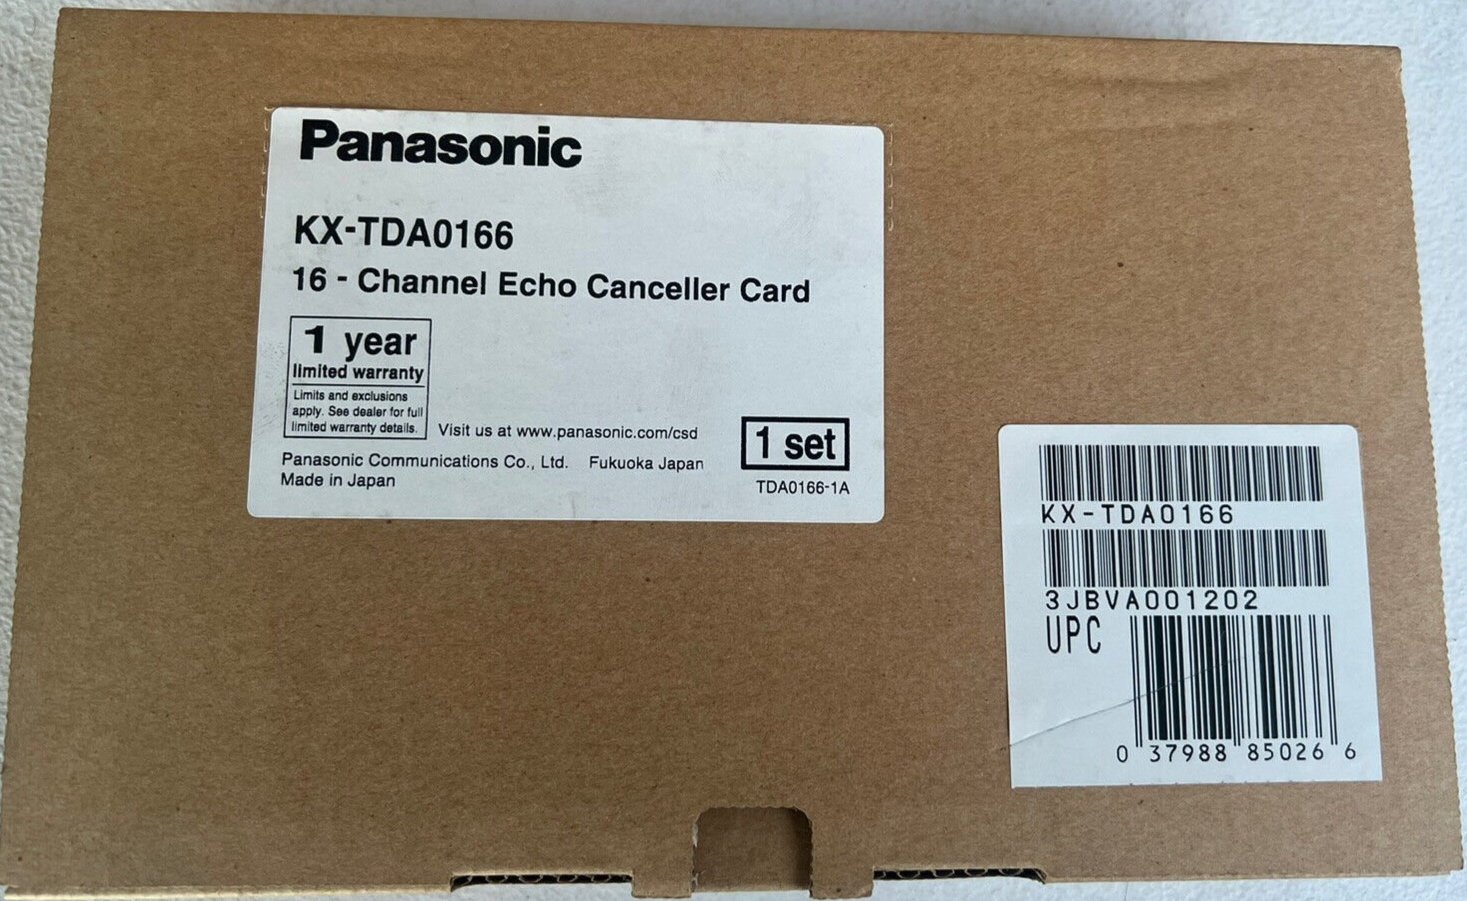 Panasonic
KX-TDA0166
16 - Channel Echo Canceller Card
1 year
limited warranty
Limits and exclusions
apply. See dealer for full
limited warranty details.
Visit us at www.panasonic.com/csd
1 set
Panasonic Communications Co., Ltd. Fukuoka Japan
Made in Japan
TDA0166-1A
KX-TDA0166
3JBVA001202
UPC
0 37988 85026 6